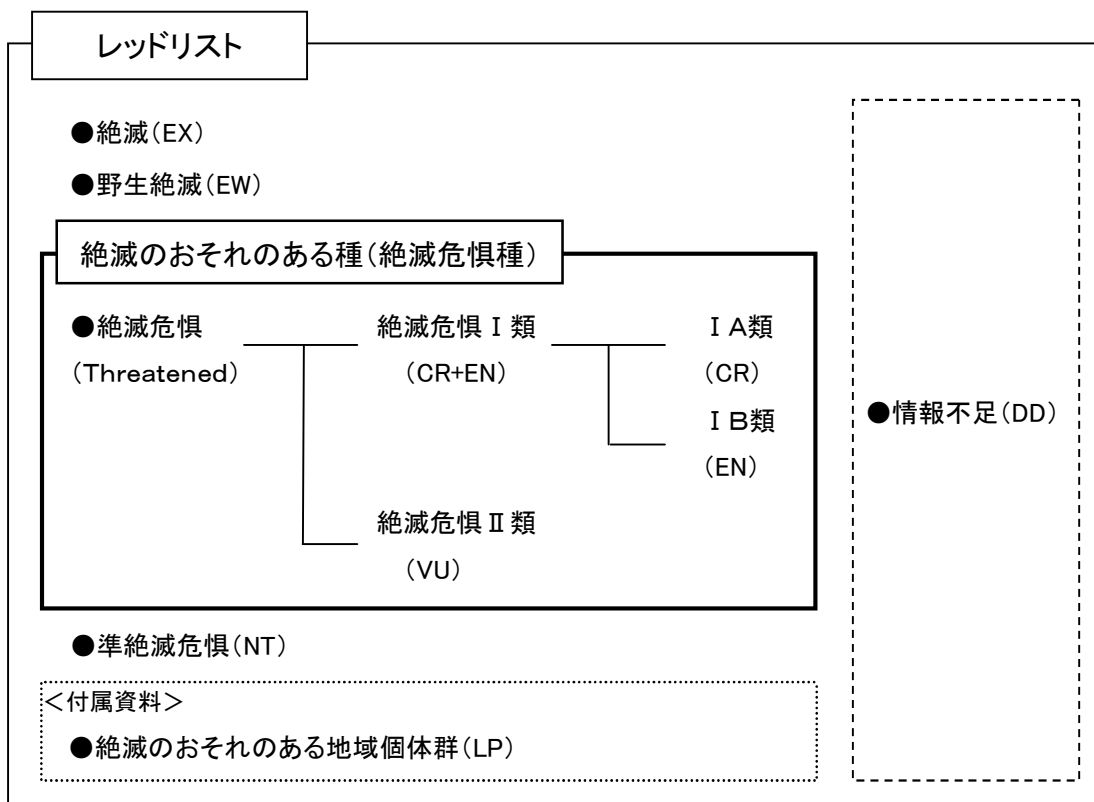 レッドリスト
●絶滅(EX)
●野生絶滅(EW)
絶滅のおそれのある種(絶滅危惧種)
●絶滅危惧 絶滅危惧Ⅰ類 ⅠA類
(Threatened) (CR+EN) (CR)
ⅠB類
(EN)
絶滅危惧Ⅱ類
(VU)
●情報不足(DD)
●準絶滅危惧(NT)
<付属資料>
●絶滅のおそれのある地域個体群(LP)